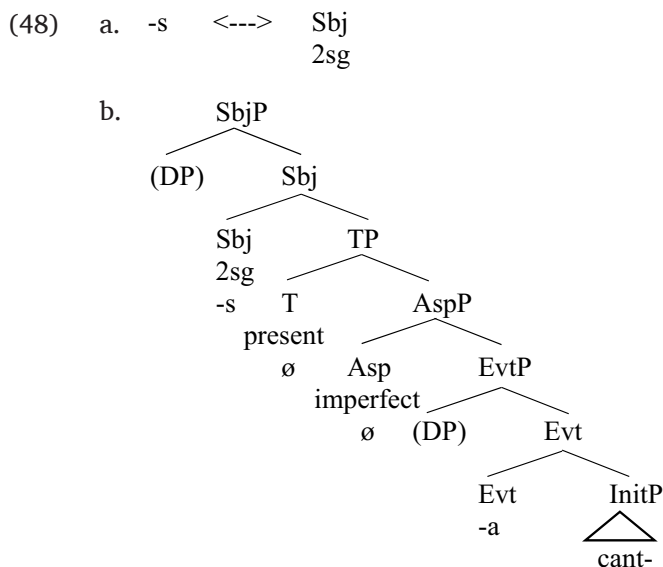 (48) a. -s <---> Sbj
2sg
b. SbjP
(DP) Sbj
Sbj TP
2sg
-s T AspP
present
ø Asp EvtP
imperfect
ø (DP) Evt
Evt InitP
-a
cant-